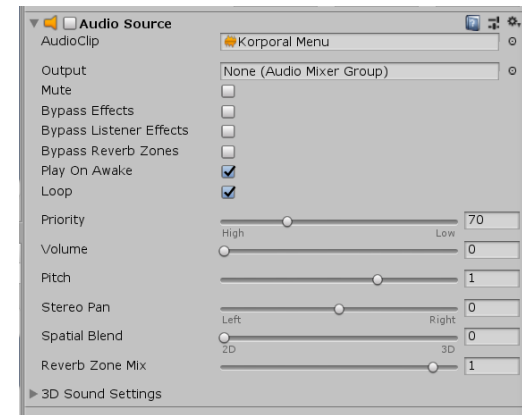 Audio Source
AudioClip Korporal Menu
Output None (Audio Mixer Group)
Mute
Bypass Effects
Bypass Listener Effects
Bypass Reverb Zones
Play On Awake
Loop
Priority 70
High Low
Volume 0
Pitch 1
Stereo Pan 0
Left Right
Spatial Blend 0
2D 3D
Reverb Zone Mix 1
3D Sound Settings